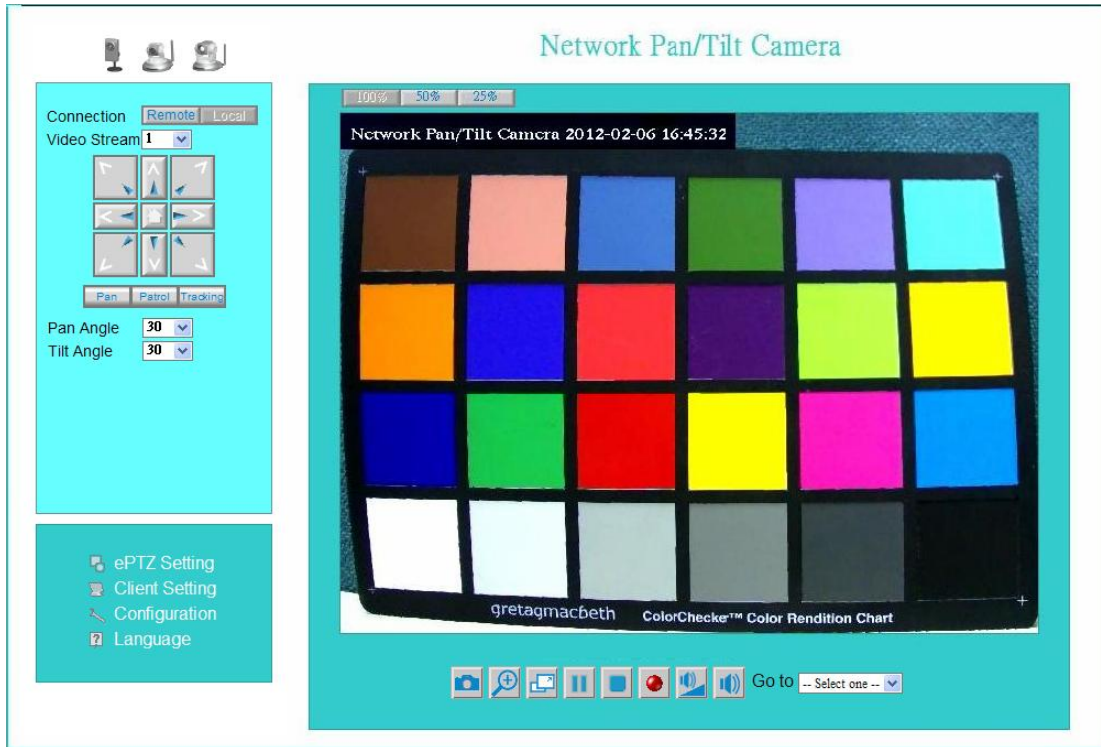 Network Pan/Tilt Camera
Connection Remote Local
Video Stream 1
Pan Patrol Tracking
Pan Angle 30
Tilt Angle 30
ePTZ Setting
Client Setting
Configuration
Language
100% 50% 25%
Network Pan/Tilt Camera 2012-02-06 16:45:32
gretagmacbeth ColorChecker™ Color Rendition Chart
Go to -- Select one --